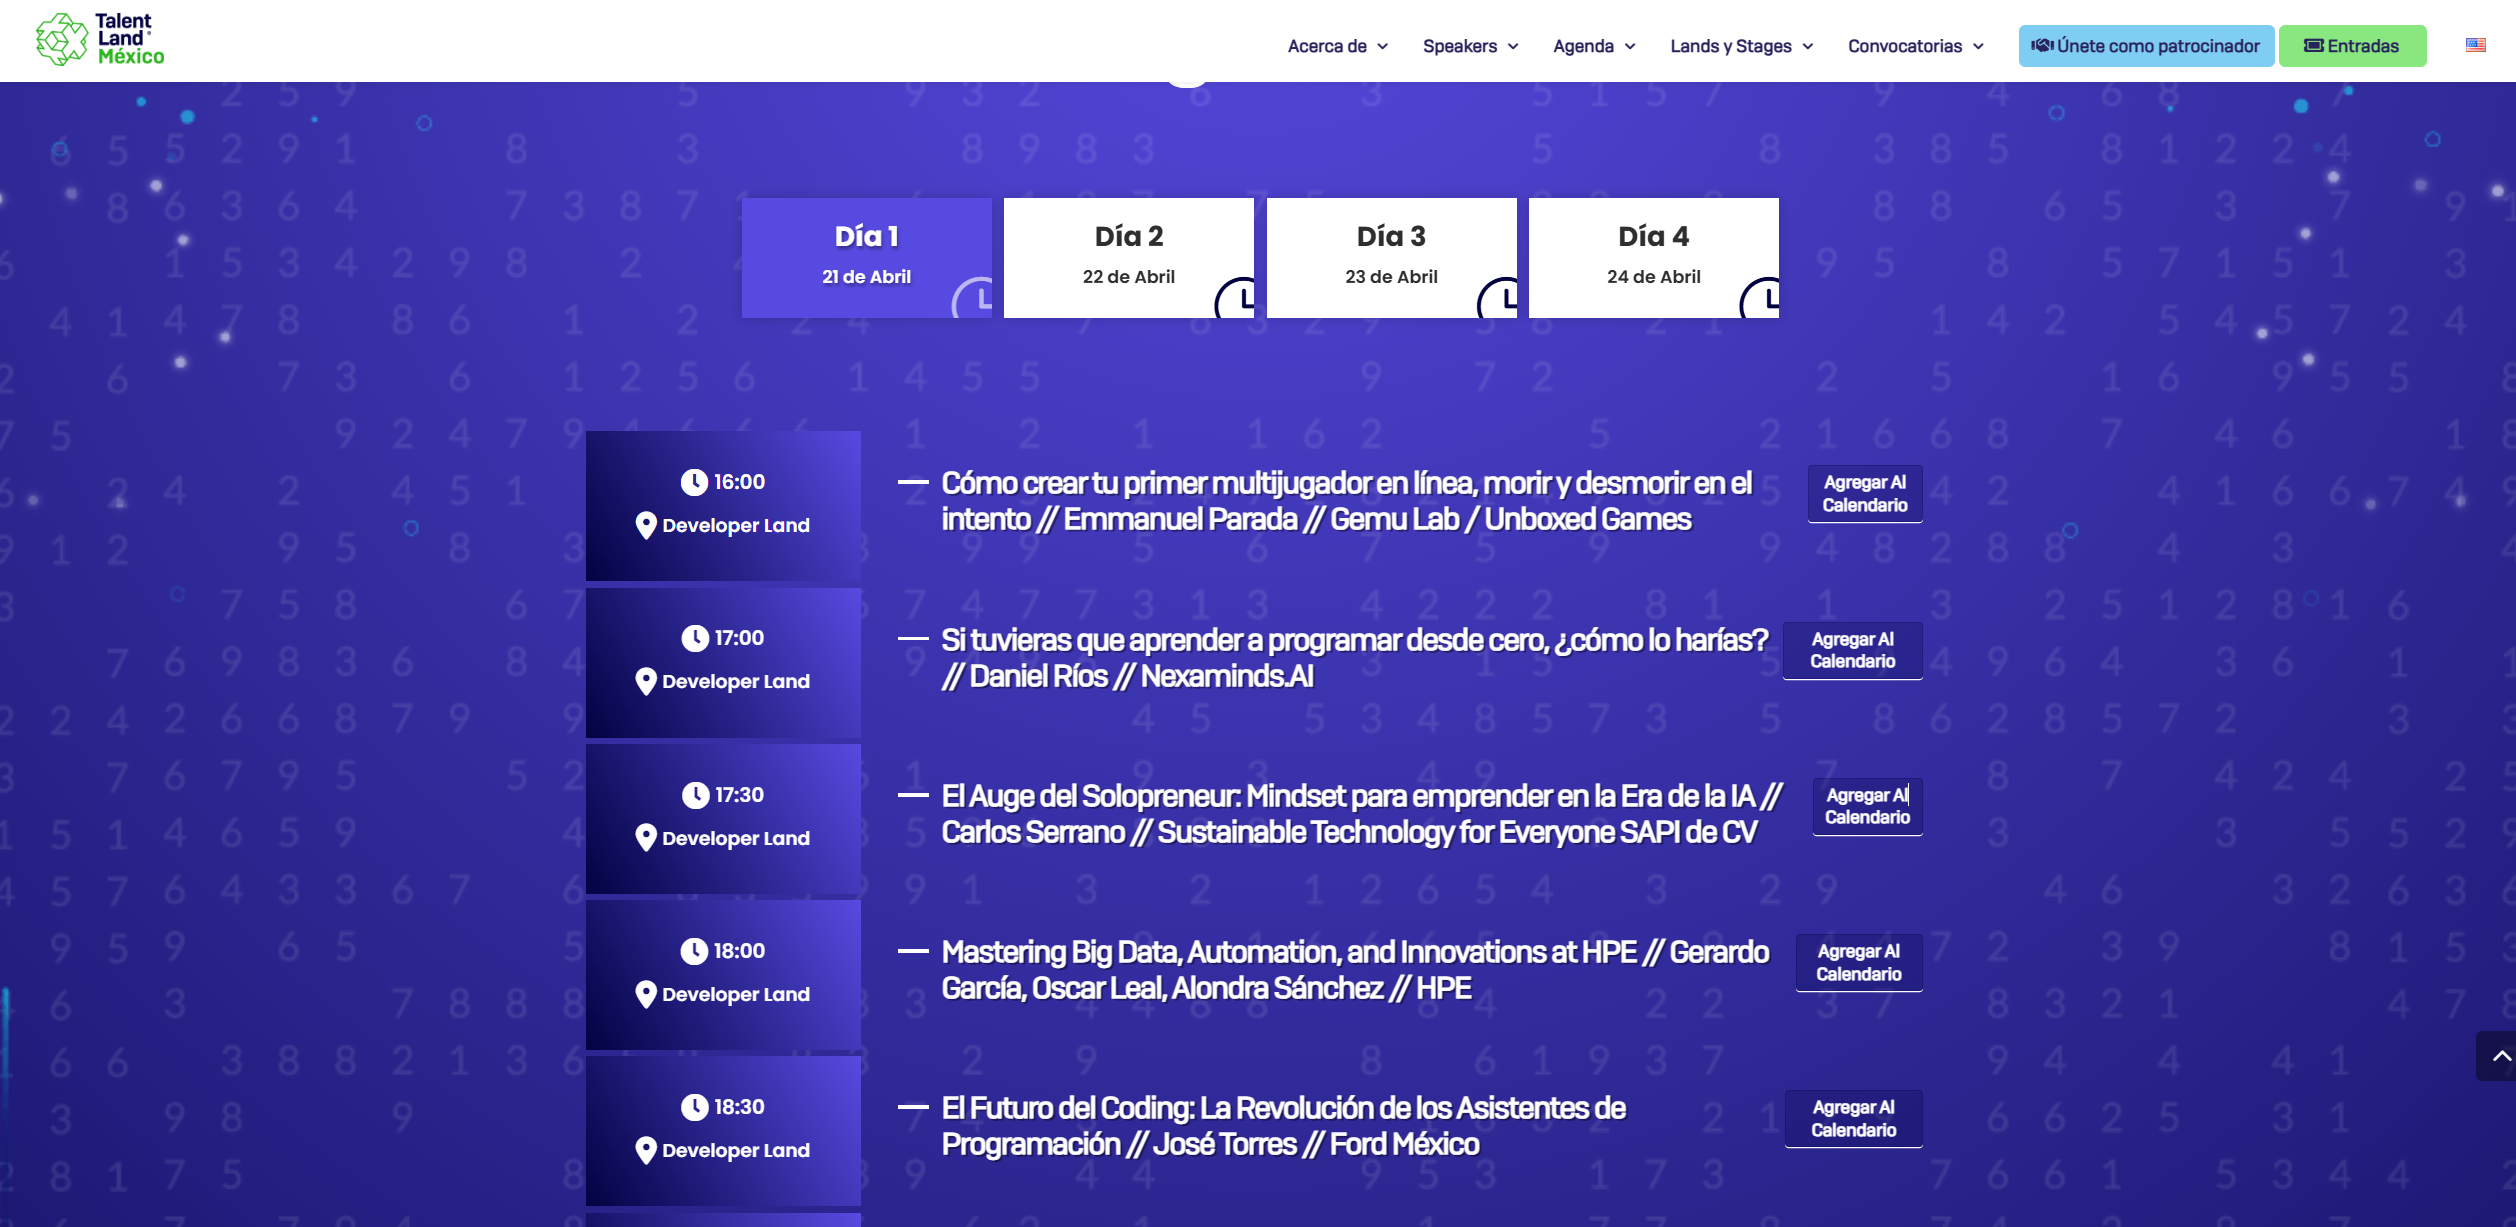 Talent
Land
México
Acerca de
Speakers
Agenda
Lands y Stages
Convocatorias
Únete como patrocinador
Entradas
Día 1
21 de Abril
Día 2
22 de Abril
Día 3
23 de Abril
Día 4
24 de Abril
16:00
Developer Land
Cómo crear tu primer multijugador en línea, morir y desmorir en el
intento // Emmanuel Parada // Gemu Lab / Unboxed Games
Agregar Al
Calendario
17:00
Developer Land
Si tuvieras que aprender a programar desde cero, ¿cómo lo harías?
// Daniel Ríos // Nexaminds.AI
Agregar Al
Calendario
17:30
Developer Land
El Auge del Solopreneur: Mindset para emprender en la Era de la IA //
Carlos Serrano // Sustainable Technology for Everyone SAPI de CV
Agregar Al
Calendario
18:00
Developer Land
Mastering Big Data, Automation, and Innovations at HPE // Gerardo
García, Oscar Leal, Alondra Sánchez // HPE
Agregar Al
Calendario
18:30
Developer Land
El Futuro del Coding: La Revolución de los Asistentes de
Programación // José Torres // Ford México
Agregar Al
Calendario